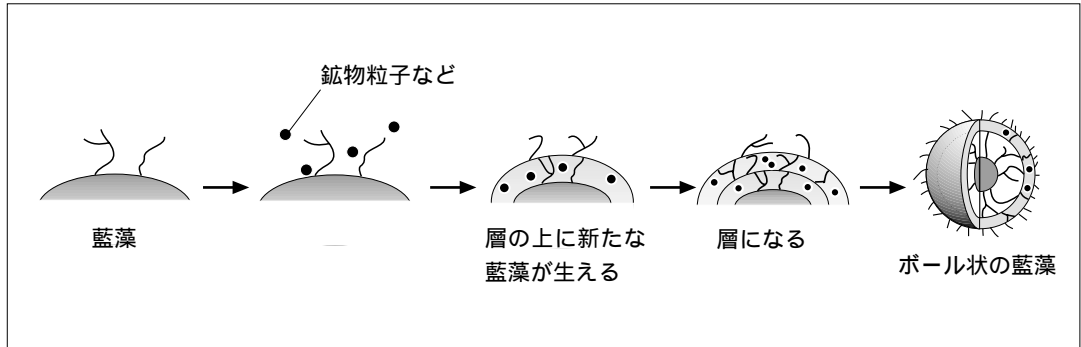 鉱物粒子など
藍藻
層の上に新たな
藍藻が生える
層になる
ボール状の藍藻